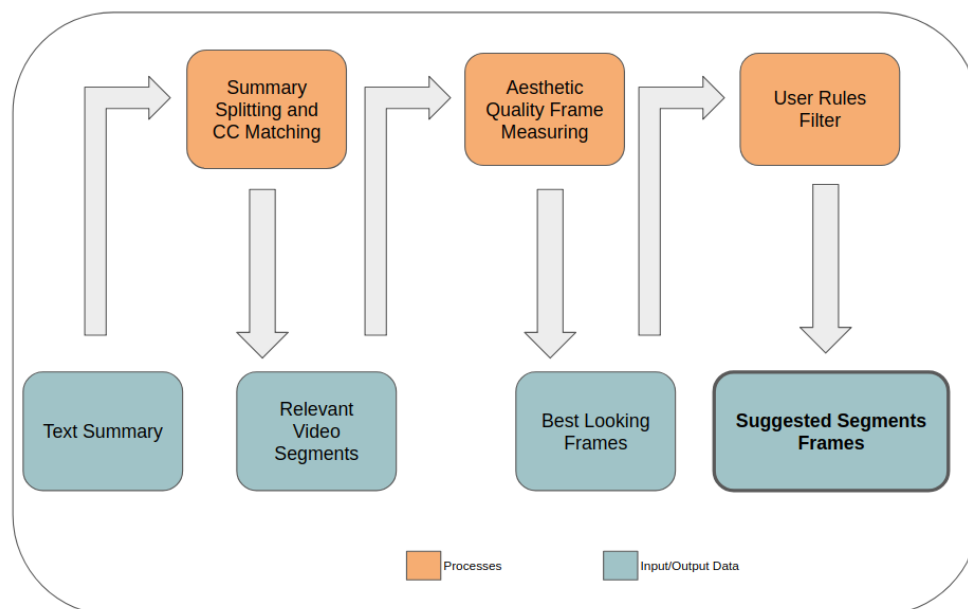 Summary
Splitting and
CC Matching
Aesthetic
Quality Frame
Measuring
User Rules
Filter
Text Summary
Relevant
Video
Segments
Best Looking
Frames
Suggested Segments
Frames
Processes
Input/Output Data